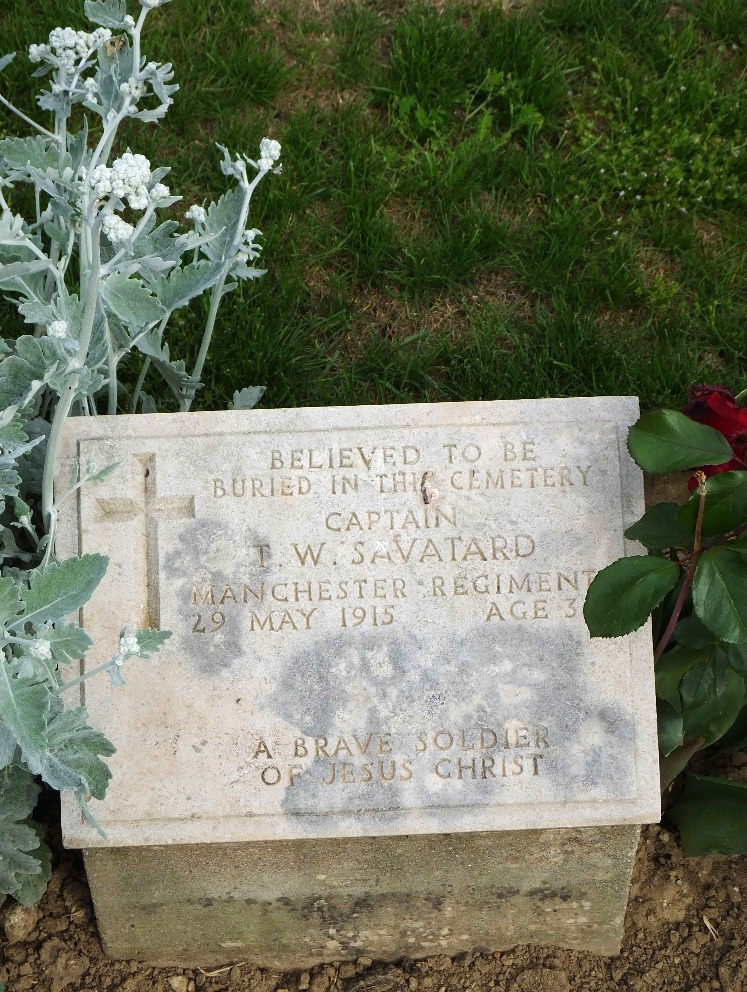 BELIEVED TO BE
BURIED IN THIS CEMETERY
CAPTAIN
T. W. SAVATARD
MANCHESTER REGIMENT
29 MAY 1915 AGE 3
A BRAVE SOLDIER
OF JESUS CHRIST